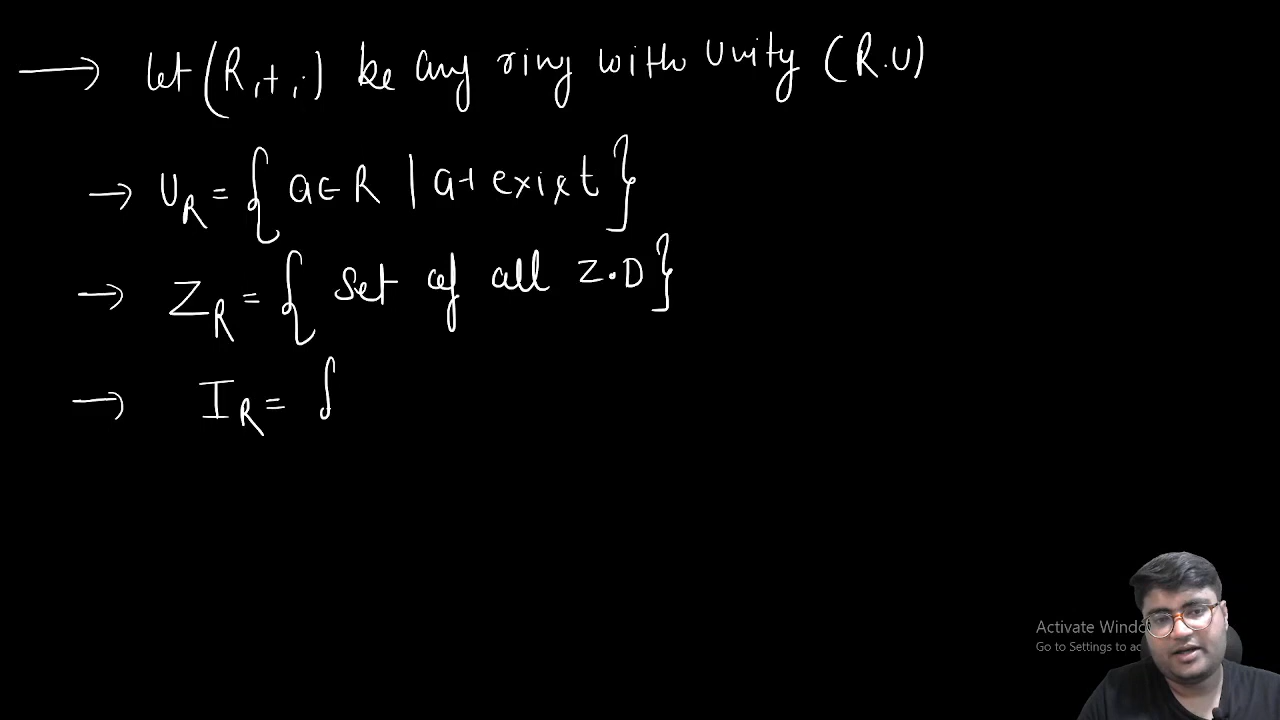 → let (R,+,·) be any ring with Unity (R.U)
→ U_R = { a ∈ R | a⁻¹ exist }
→ Z_R = { Set of all Z.D }
→ I_R = {
Activate Windo
Go to Settings to ac